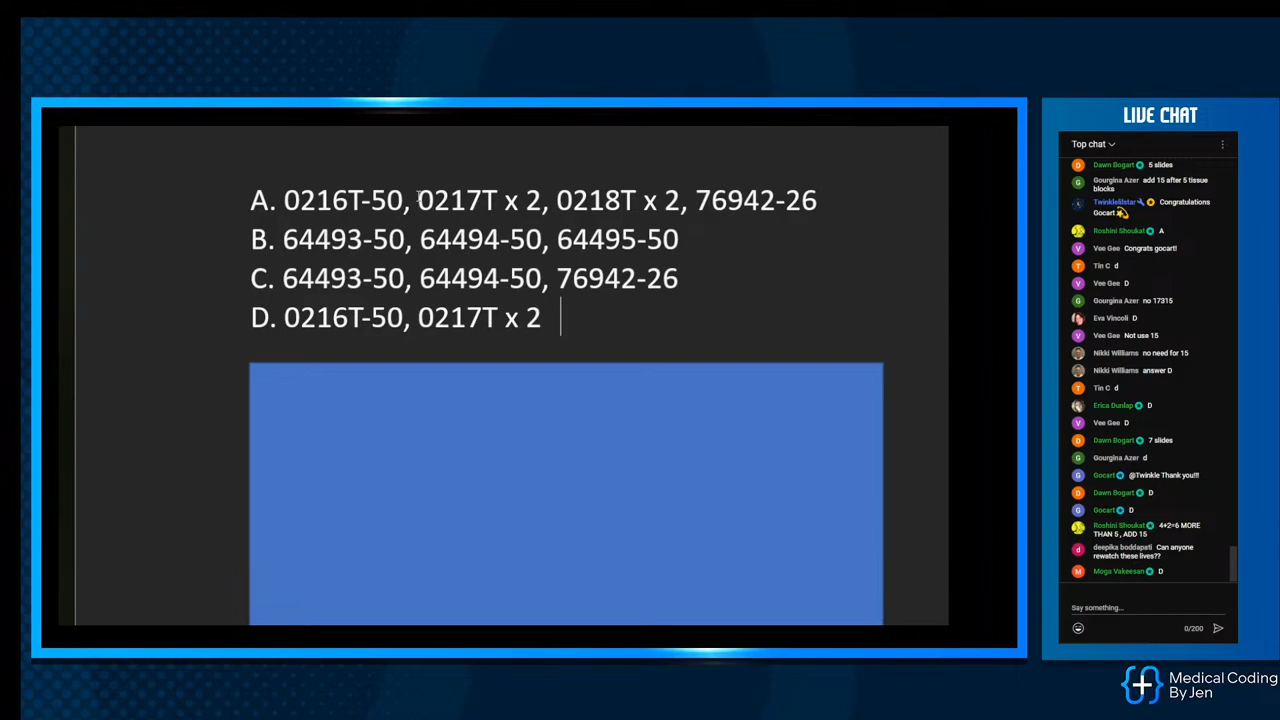 A. 0216T-50, 0217T x 2, 0218T x 2, 76942-26
B. 64493-50, 64494-50, 64495-50
C. 64493-50, 64494-50, 76942-26
D. 0216T-50, 0217T x 2
LIVE CHAT
Top chat
Dawn Bogart 5 slides
Gourgina Azer add 15 after 5 tissue
blocks
Twinklelilstar Congratulations
Gocart
Roshini Shoukat A
Vee Gee Congrats gocart!
Tin C d
Vee Gee D
Gourgina Azer no 17315
Eva Vincoli D
Vee Gee Not use 15
Nikki Williams no need for 15
Nikki Williams answer D
Tin C d
Erica Dunlap D
Vee Gee D
Dawn Bogart 7 slides
Gourgina Azer d
Gocart @Twinkle Thank you!!!
Dawn Bogart D
Gocart D
Roshini Shoukat 4+2=6 MORE
THAN 5 , ADD 15
deepika boddapati Can anyone
rewatch these lives??
Moga Vakeesan D
Say something...
0/200
Medical Coding
By Jen